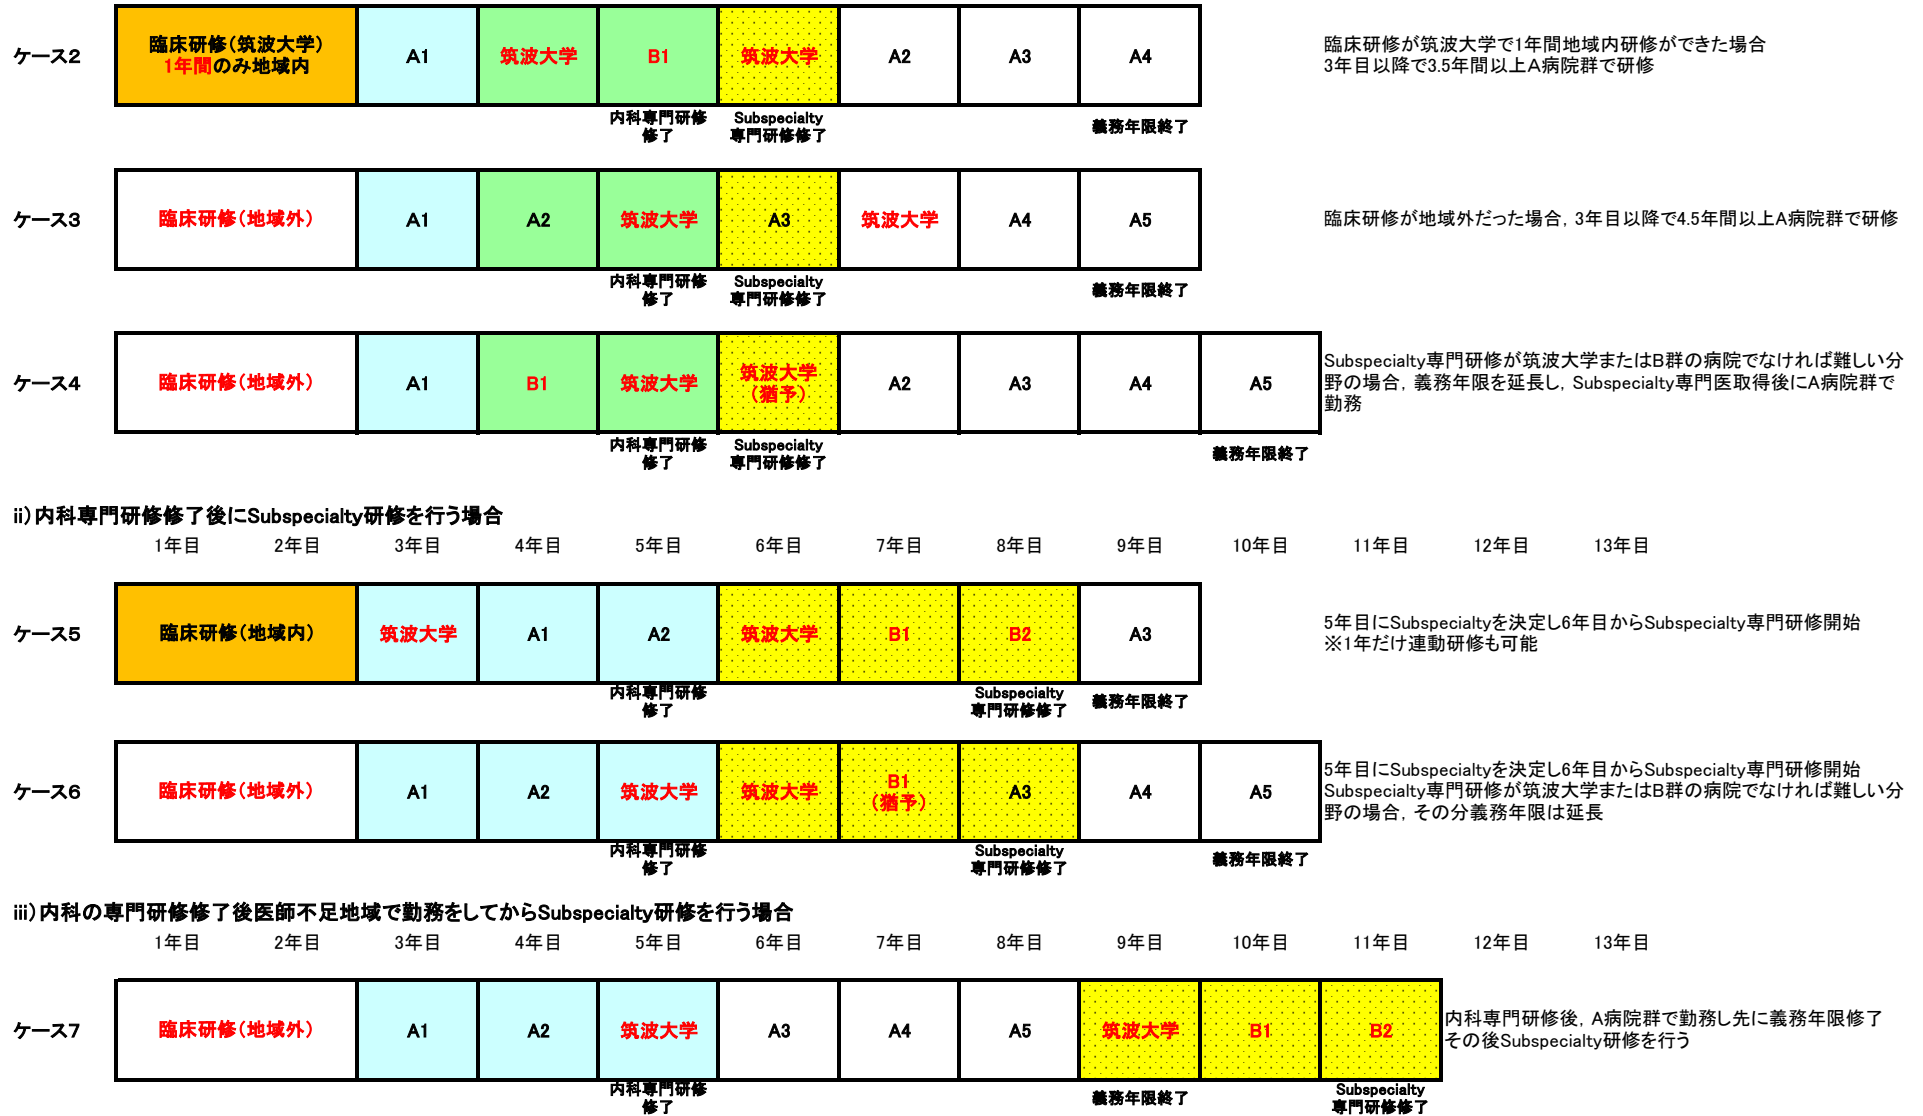 ケース2
臨床研修(筑波大学)
1年間のみ地域内
A1
筑波大学
B1
筑波大学
A2
A3
A4
臨床研修が筑波大学で1年間地域内研修ができた場合
3年目以降で3.5年間以上A病院群で研修
内科専門研修
修了
Subspecialty
専門研修修了
義務年限終了
ケース3
臨床研修(地域外)
A1
A2
筑波大学
A3
筑波大学
A4
A5
臨床研修が地域外だった場合，3年目以降で4.5年間以上A病院群で研修
内科専門研修
修了
Subspecialty
専門研修修了
義務年限終了
ケース4
臨床研修(地域外)
A1
B1
筑波大学
筑波大学
(猶予)
A2
A3
A4
A5
Subspecialty専門研修が筑波大学またはB群の病院でなければ難しい分
野の場合，義務年限を延長し，Subspecialty専門医取得後にA病院群で
勤務
内科専門研修
修了
Subspecialty
専門研修修了
義務年限終了
ii)内科専門研修修了後にSubspecialty研修を行う場合
1年目 2年目 3年目 4年目 5年目 6年目 7年目 8年目 9年目 10年目 11年目 12年目 13年目
ケース5
臨床研修(地域内)
筑波大学
A1
A2
筑波大学
B1
B2
A3
5年目にSubspecialtyを決定し6年目からSubspecialty専門研修開始
※1年だけ連動研修も可能
内科専門研修
修了
Subspecialty
専門研修修了
義務年限終了
ケース6
臨床研修(地域外)
A1
A2
筑波大学
筑波大学
B1
(猶予)
A3
A4
A5
5年目にSubspecialtyを決定し6年目からSubspecialty専門研修開始
Subspecialty専門研修が筑波大学またはB群の病院でなければ難しい分
野の場合，その分義務年限は延長
内科専門研修
修了
Subspecialty
専門研修修了
義務年限終了
iii)内科の専門研修修了後医師不足地域で勤務をしてからSubspecialty研修を行う場合
1年目 2年目 3年目 4年目 5年目 6年目 7年目 8年目 9年目 10年目 11年目 12年目 13年目
ケース7
臨床研修(地域外)
A1
A2
筑波大学
A3
A4
A5
筑波大学
B1
B2
内科専門研修後，A病院群で勤務し先に義務年限修了
その後Subspecialty研修を行う
内科専門研修
修了
義務年限終了
Subspecialty
専門研修修了